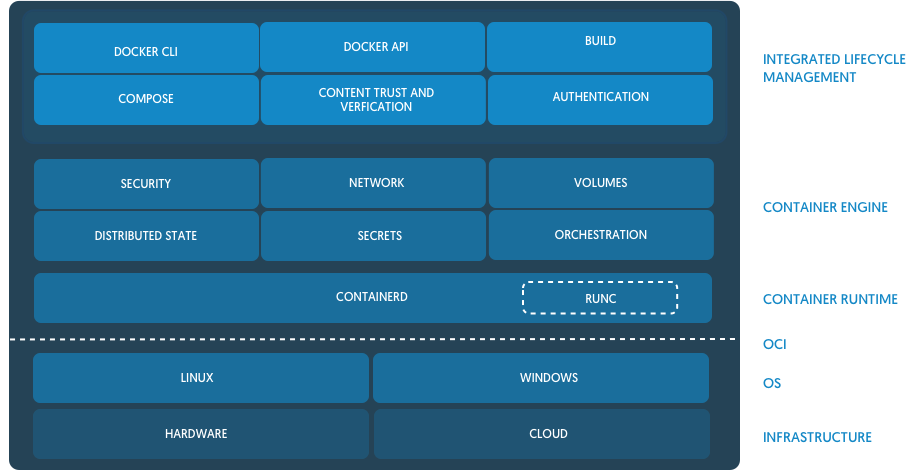 DOCKER CLI
DOCKER API
BUILD
INTEGRATED LIFECYCLE
MANAGEMENT
COMPOSE
CONTENT TRUST AND
VERFICATION
AUTHENTICATION
SECURITY
NETWORK
VOLUMES
CONTAINER ENGINE
DISTRIBUTED STATE
SECRETS
ORCHESTRATION
CONTAINERD
RUNC
CONTAINER RUNTIME
OCI
LINUX
WINDOWS
OS
HARDWARE
CLOUD
INFRASTRUCTURE